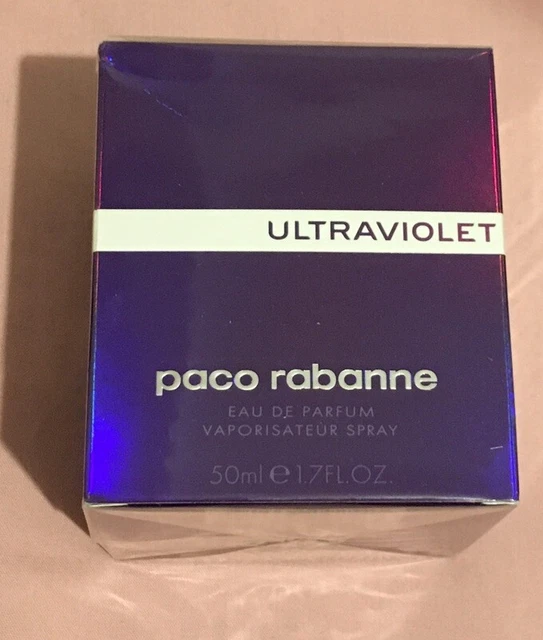 ULTRAVIOLET
paco rabanne
EAU DE PARFUM
VAPORISATEUR SPRAY
50ml ℮ 1.7FL.OZ.